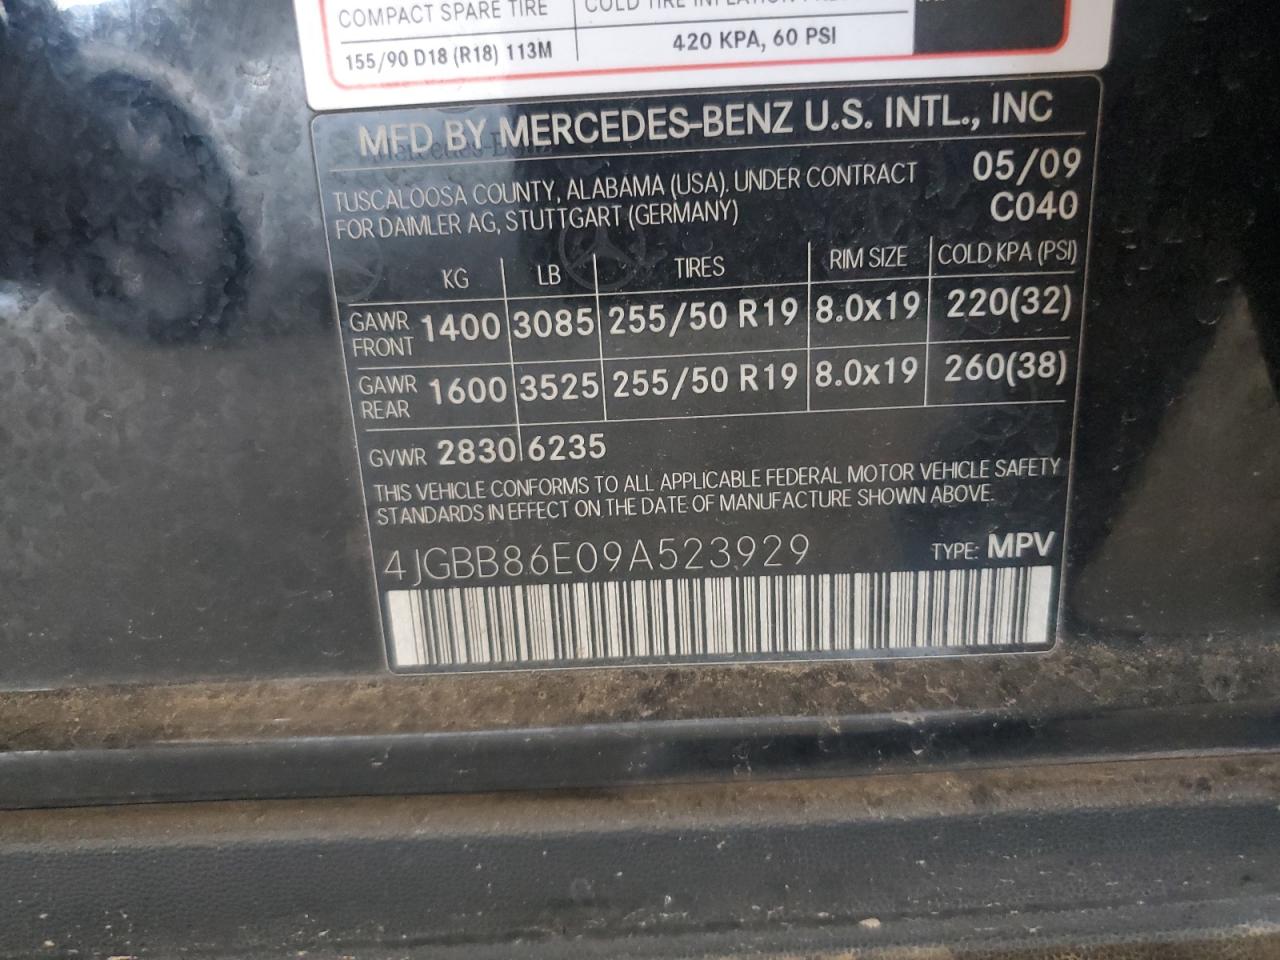 COMPACT SPARE TIRE COLD TIRE INFLATION
155/90 D18 (R18) 113M 420 KPA, 60 PSI
MFD BY MERCEDES-BENZ U.S. INTL., INC
TUSCALOOSA COUNTY, ALABAMA (USA). UNDER CONTRACT 05/09
FOR DAIMLER AG, STUTTGART (GERMANY) C040
KG LB TIRES RIM SIZE COLD KPA (PSI)
GAWR FRONT 1400 3085 255/50 R19 8.0x19 220(32)
GAWR REAR 1600 3525 255/50 R19 8.0x19 260(38)
GVWR 2830 6235
THIS VEHICLE CONFORMS TO ALL APPLICABLE FEDERAL MOTOR VEHICLE SAFETY
STANDARDS IN EFFECT ON THE DATE OF MANUFACTURE SHOWN ABOVE.
4JGBB86E09A523929 TYPE: MPV